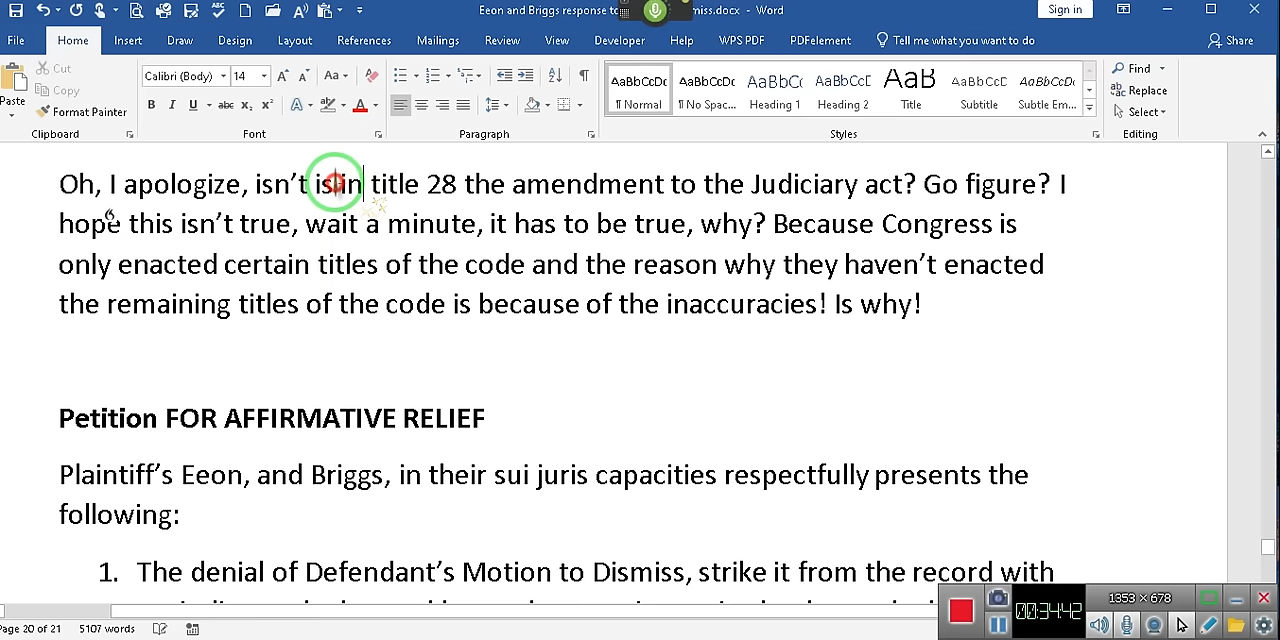 Eeon and Briggs response to miss.docx - Word
Sign in
File Home Insert Draw Design Layout References Mailings Review View Developer Help WPS PDF PDFelement Tell me what you want to do Share
Cut
Copy
Format Painter
Paste
Calibri (Body) 14
AaBbCcDc AaBbCcDc AaBbC( AaBbCcE AaB AaBbCcC AaBbCcDc
¶ Normal ¶ No Spac... Heading 1 Heading 2 Title Subtitle Subtle Em...
Find
Replace
Select
Clipboard Font Paragraph Styles Editing
Oh, I apologize, isn’t is in title 28 the amendment to the Judiciary act? Go figure? I
hope this isn’t true, wait a minute, it has to be true, why? Because Congress is
only enacted certain titles of the code and the reason why they haven’t enacted
the remaining titles of the code is because of the inaccuracies! Is why!
Petition FOR AFFIRMATIVE RELIEF
Plaintiff’s Eeon, and Briggs, in their sui juris capacities respectfully presents the
following:
1. The denial of Defendant’s Motion to Dismiss, strike it from the record with
1353 × 678
00:34:42
Page 20 of 21 5107 words